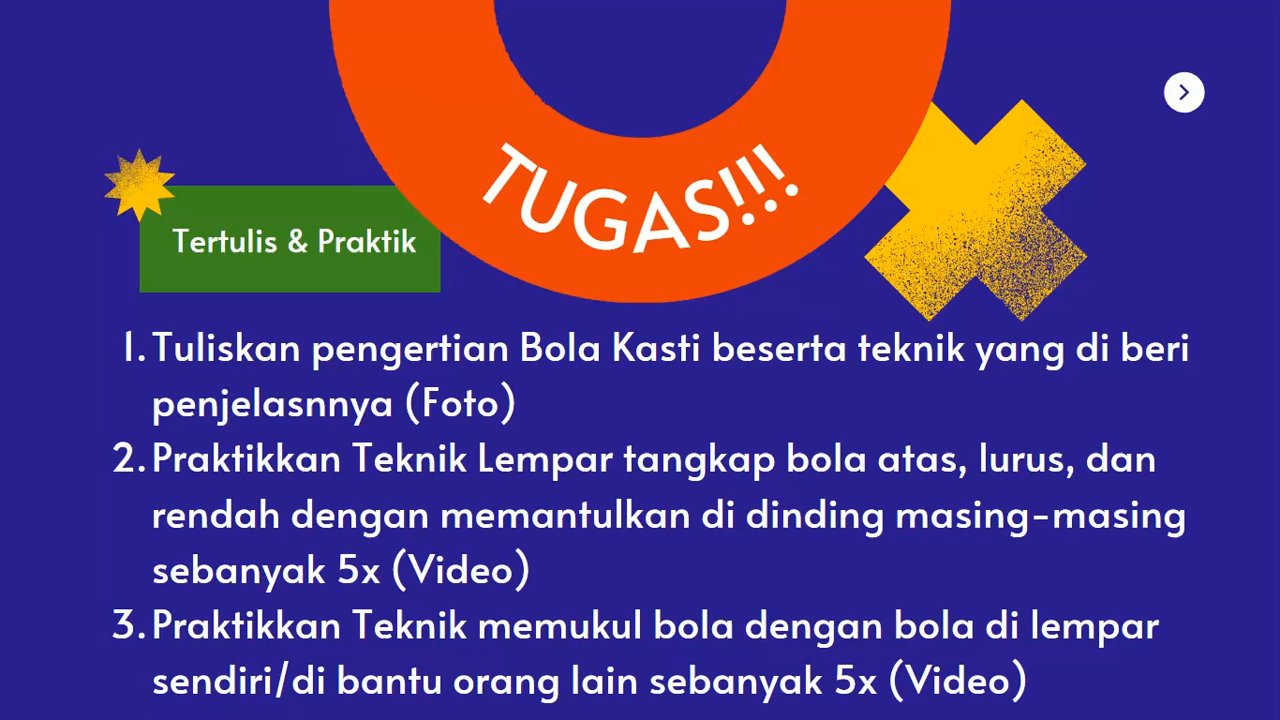 TUGAS!!!
Tertulis & Praktik
1. Tuliskan pengertian Bola Kasti beserta teknik yang di beri
penjelasnnya (Foto)
2. Praktikkan Teknik Lempar tangkap bola atas, lurus, dan
rendah dengan memantulkan di dinding masing-masing
sebanyak 5x (Video)
3. Praktikkan Teknik memukul bola dengan bola di lempar
sendiri/di bantu orang lain sebanyak 5x (Video)